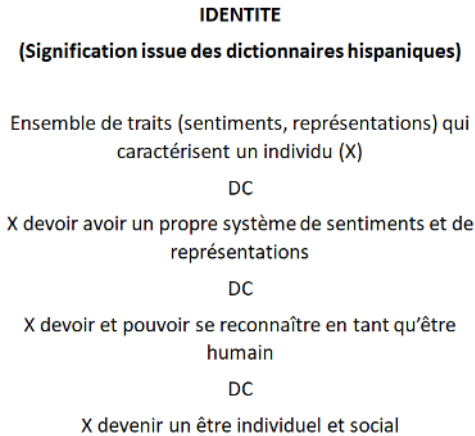 IDENTITE
(Signification issue des dictionnaires hispaniques)
Ensemble de traits (sentiments, représentations) qui
caractérisent un individu (X)
DC
X devoir avoir un propre système de sentiments et de
représentations
DC
X devoir et pouvoir se reconnaître en tant qu'être
humain
DC
X devenir un être individuel et social